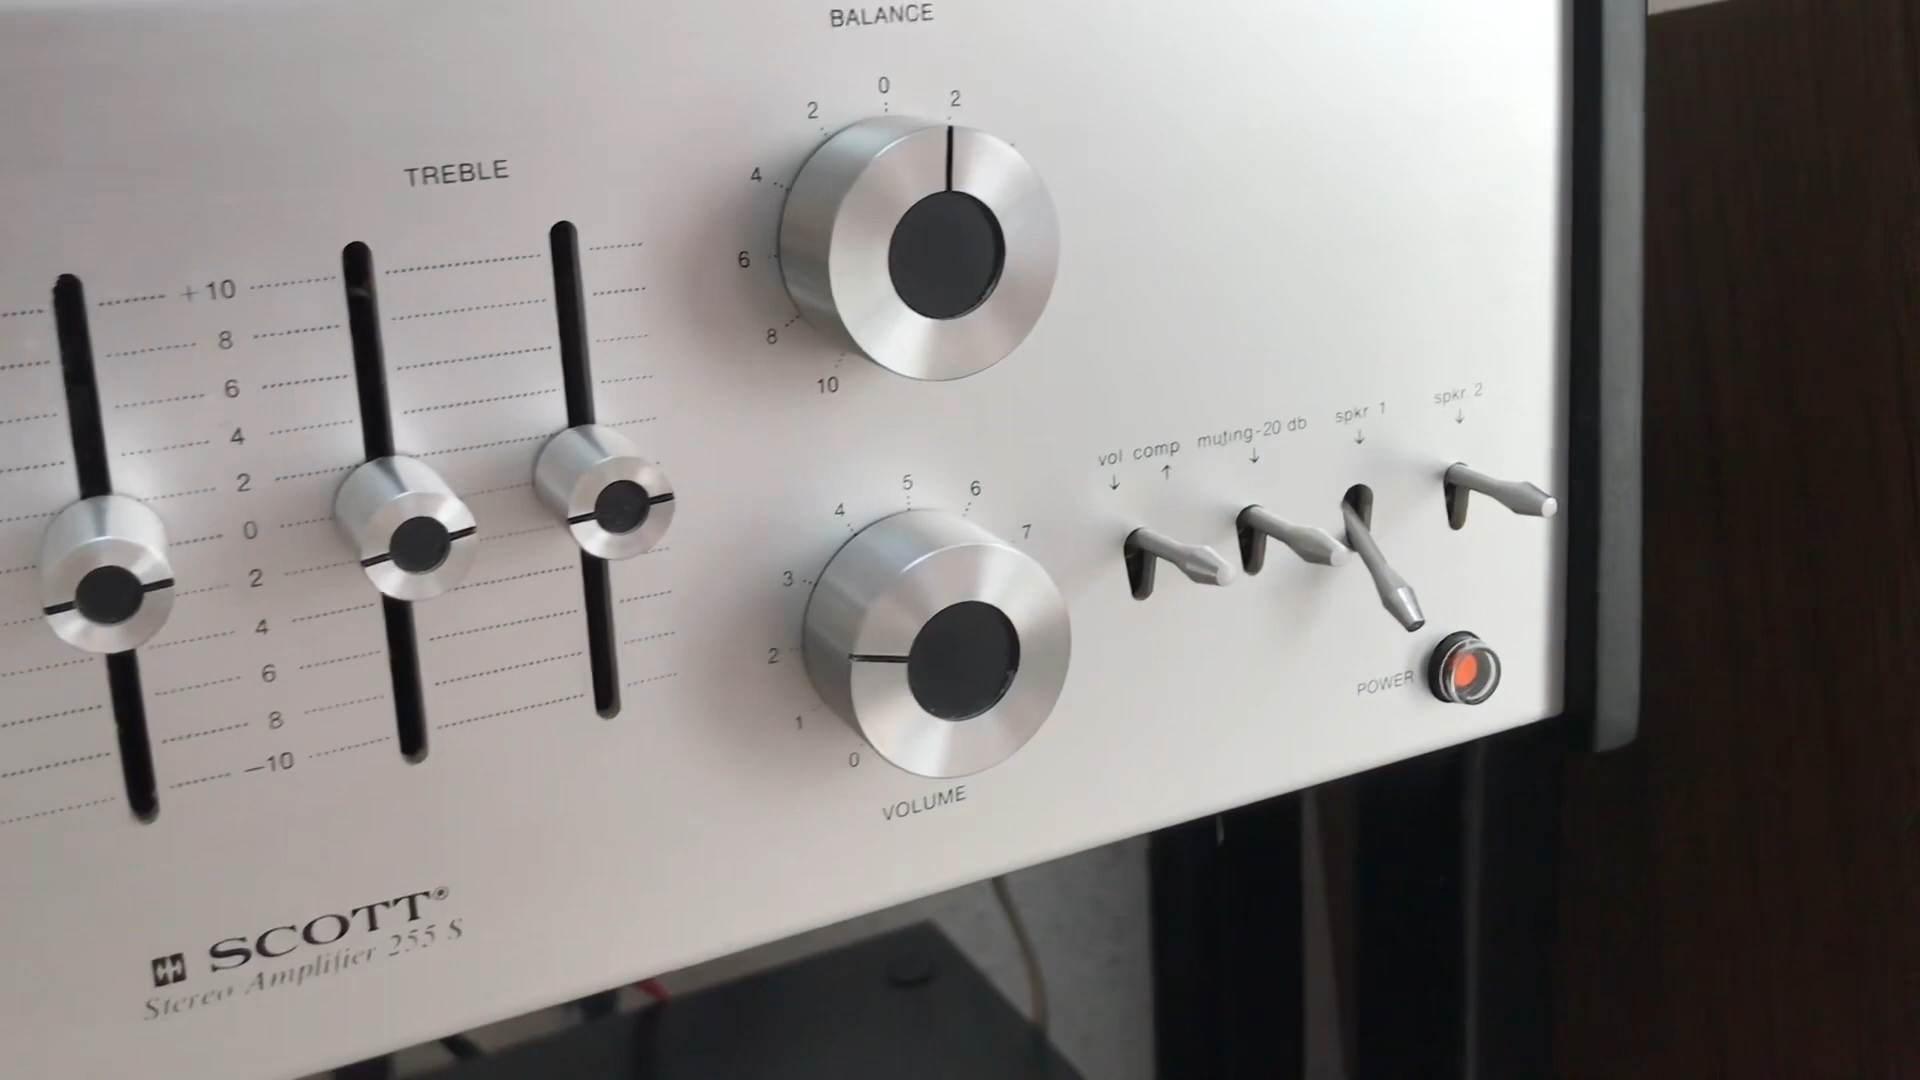 BALANCE
0
2
2
4
6
8
10
TREBLE
+10
8
6
4
2
0
2
4
6
8
−10
5
4
6
3
7
2
1
0
VOLUME
vol comp
muting-20 db
spkr. 1
spkr. 2
↓ ↑ ↓ ↓ ↓
POWER
SCOTT®
Stereo Amplifier 255 S